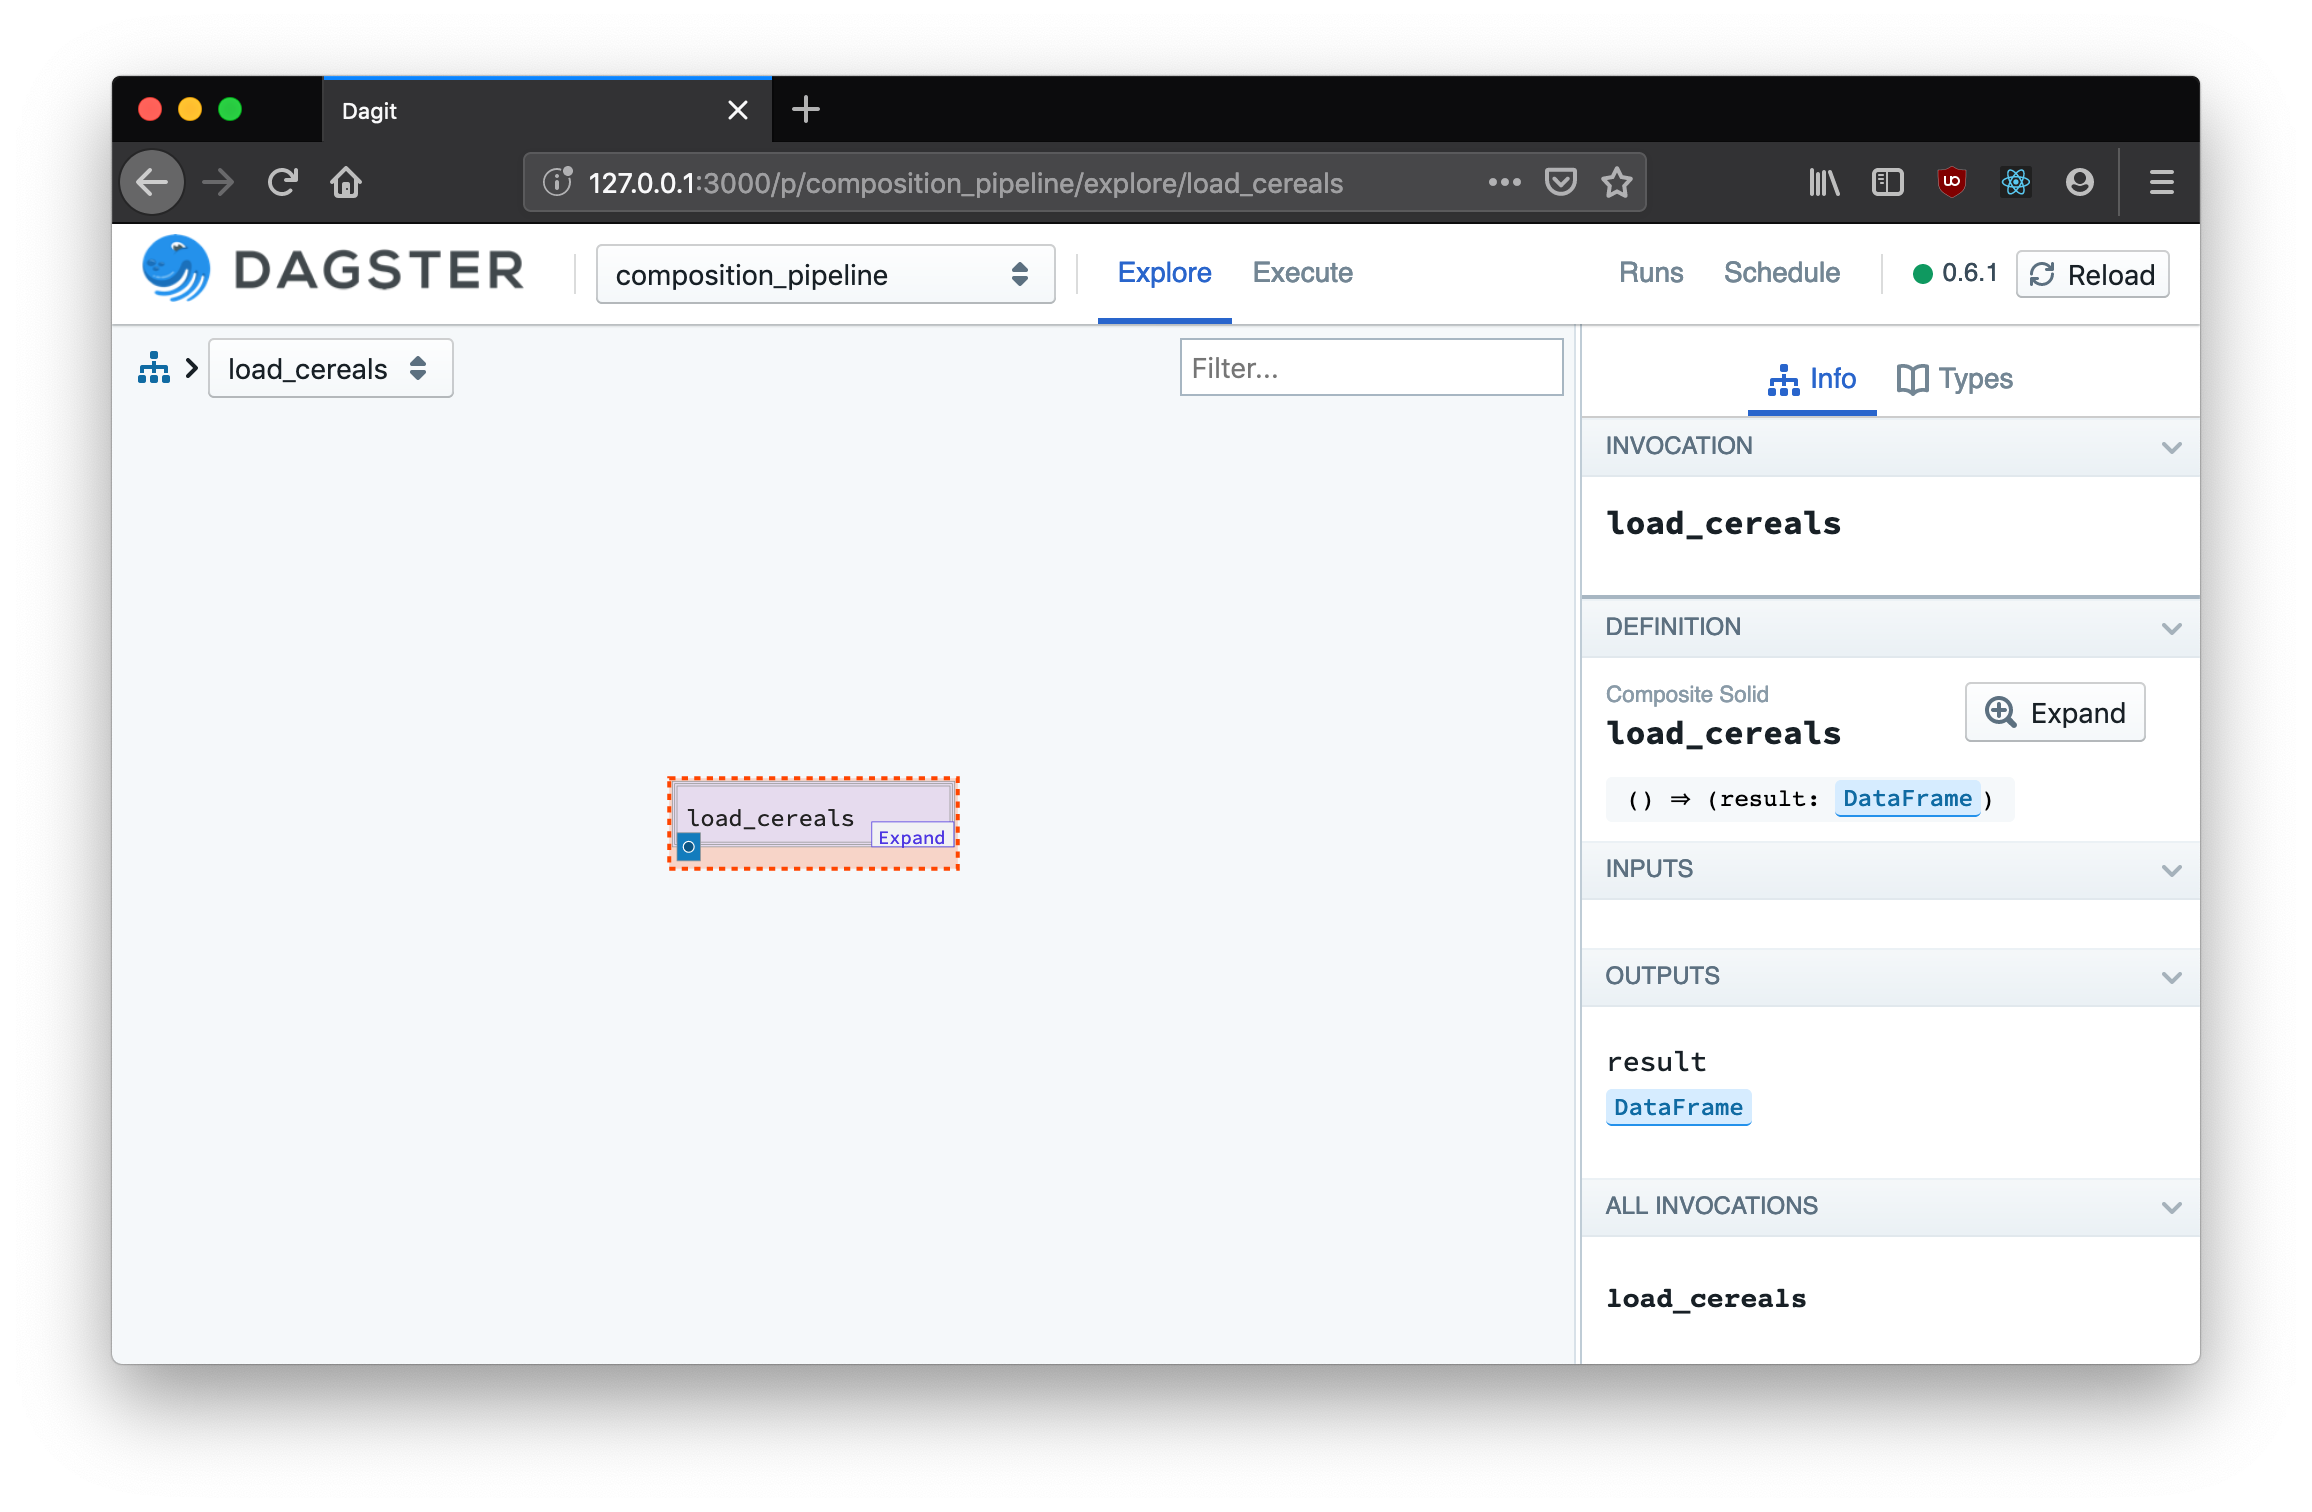 Dagit
127.0.0.1:3000/p/composition_pipeline/explore/load_cereals
DAGSTER
composition_pipeline
Explore
Execute
Runs
Schedule
0.6.1
Reload
load_cereals
Filter...
load_cereals
Expand
Info
Types
INVOCATION
load_cereals
DEFINITION
Composite Solid
load_cereals
Expand
() ⇒ (result: DataFrame)
INPUTS
OUTPUTS
result
DataFrame
ALL INVOCATIONS
load_cereals